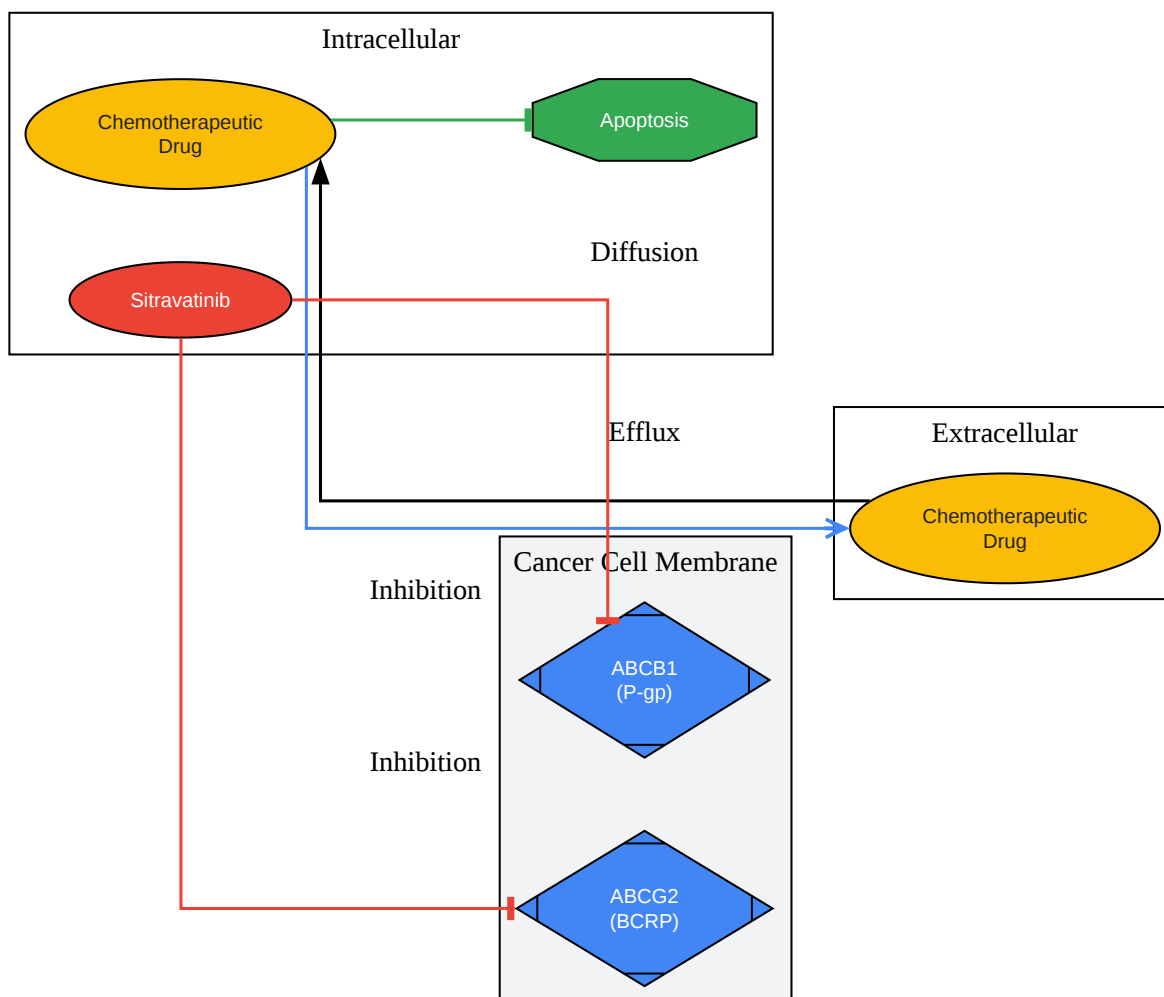 Intracellular
Chemotherapeutic
Drug
Apoptosis
Diffusion
Sitravatinib
Efflux
Extracellular
Chemotherapeutic
Drug
Cancer Cell Membrane
Inhibition
ABCB1
(P-gp)
Inhibition
ABCG2
(BCRP)